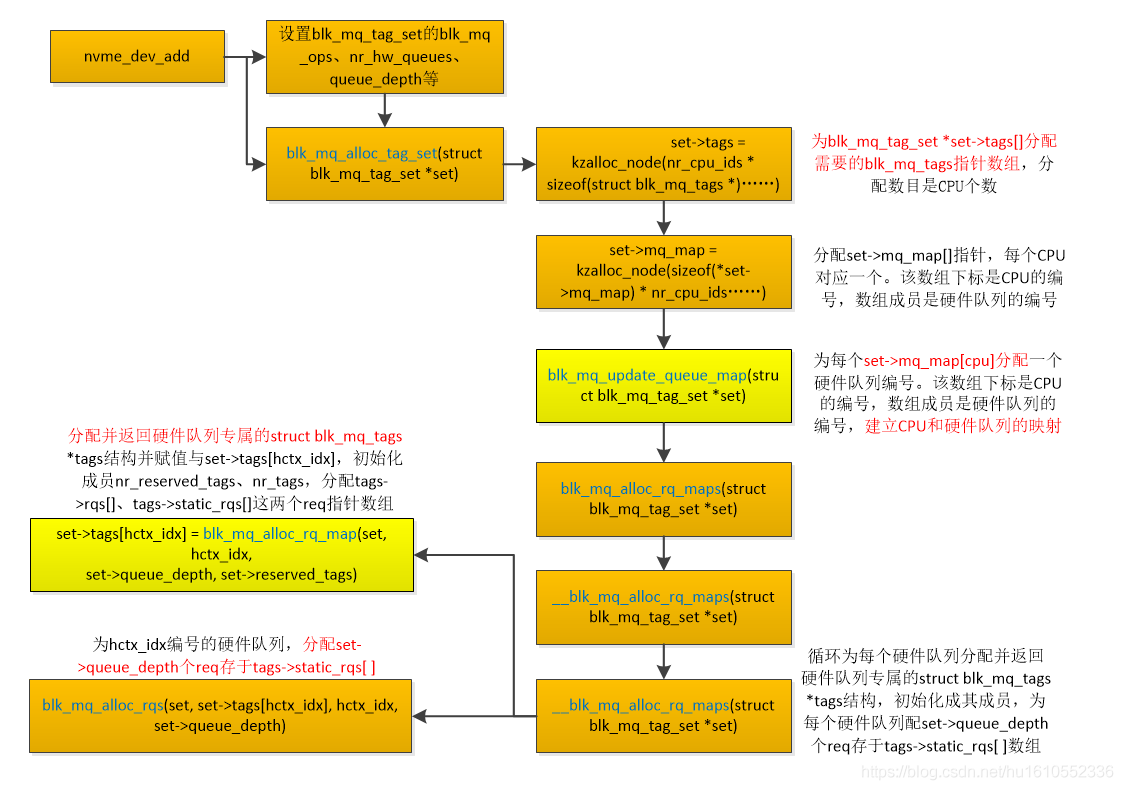 nvme_dev_add
设置blk_mq_tag_set的blk_mq
_ops、nr_hw_queues、
queue_depth等
blk_mq_alloc_tag_set(struct
blk_mq_tag_set *set)
set->tags =
kzalloc_node(nr_cpu_ids *
sizeof(struct blk_mq_tags *)⋯⋯)
为blk_mq_tag_set *set->tags[]分配
需要的blk_mq_tags指针数组，分
配数目是CPU个数
set->mq_map =
kzalloc_node(sizeof(*set-
>mq_map) * nr_cpu_ids⋯⋯)
分配set->mq_map[]指针，每个CPU
对应一个。该数组下标是CPU的编
号，数组成员是硬件队列的编号
blk_mq_update_queue_map(stru
ct blk_mq_tag_set *set)
为每个set->mq_map[cpu]分配一个
硬件队列编号。该数组下标是CPU
的编号，数组成员是硬件队列的
编号，建立CPU和硬件队列的映射
blk_mq_alloc_rq_maps(struct
blk_mq_tag_set *set)
__blk_mq_alloc_rq_maps(struct
blk_mq_tag_set *set)
__blk_mq_alloc_rq_maps(struct
blk_mq_tag_set *set)
循环为每个硬件队列分配并返回
硬件队列专属的struct blk_mq_tags
*tags结构，初始化成其成员，为
每个硬件队列配set->queue_depth
个req存于tags->static_rqs[ ]数组
分配并返回硬件队列专属的struct blk_mq_tags
*tags结构并赋值与set->tags[hctx_idx]，初始化
成员nr_reserved_tags、nr_tags，分配tags-
>rqs[]、tags->static_rqs[]这两个req指针数组
set->tags[hctx_idx] = blk_mq_alloc_rq_map(set,
hctx_idx,
set->queue_depth, set->reserved_tags)
为hctx_idx编号的硬件队列，分配set-
>queue_depth个req存于tags->static_rqs[ ]
blk_mq_alloc_rqs(set, set->tags[hctx_idx], hctx_idx,
set->queue_depth)
https://blog.csdn.net/hu1610552336